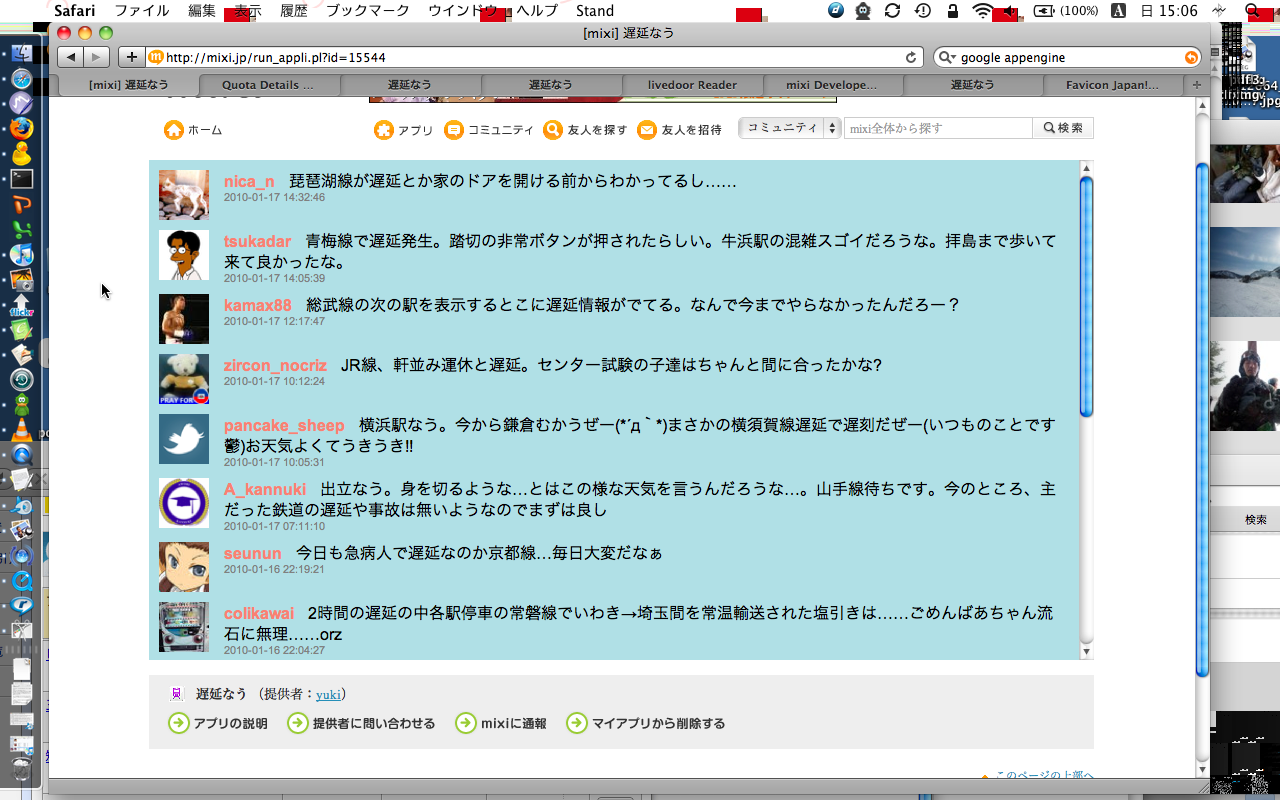 Safari ファイル 編集 表示 履歴 ブックマーク ウインドウ ヘルプ Stand (100%) A 日 15:06
[mixi] 遅延なう
http://mixi.jp/run_appli.pl?id=15544 google appengine
[mixi] 遅延なう Quota Details ... 遅延なう 遅延なう livedoor Reader mixi Develope... 遅延なう Favicon Japan!...
ホーム アプリ コミュニティ 友人を探す 友人を招待 コミュニティ mixi全体から探す 検索
nica_n 琵琶湖線が遅延とか家のドアを開ける前からわかってるし……
2010-01-17 14:32:46
tsukadar 青梅線で遅延発生。踏切の非常ボタンが押されたらしい。牛浜駅の混雑スゴイだろうな。拝島まで歩いて
来て良かったな。
2010-01-17 14:05:39
kamax88 総武線の次の駅を表示するとこに遅延情報がでてる。なんで今までやらなかったんだろー？
2010-01-17 12:17:47
zircon_nocriz JR線、軒並み運休と遅延。センター試験の子達はちゃんと間に合ったかな?
2010-01-17 10:12:24
PRAY FOR
pancake_sheep 横浜駅なう。今から鎌倉むかうぜー(*´д｀*)まさかの横須賀線遅延で遅刻だぜー(いつものことです
鬱)お天気よくてうきうき!!
2010-01-17 10:05:31
A_kannuki 出立なう。身を切るような…とはこの様な天気を言うんだろうな…。山手線待ちです。今のところ、主
だった鉄道の遅延や事故は無いようなのでまずは良し
2010-01-17 07:11:10
seunun 今日も急病人で遅延なのか京都線…毎日大変だなぁ
2010-01-16 22:19:21
colikawai 2時間の遅延の中各駅停車の常磐線でいわき→埼玉間を常温輸送された塩引きは……ごめんばあちゃん流
石に無理……orz
2010-01-16 22:04:27
遅延なう （提供者：yuki）
アプリの説明 提供者に問い合わせる mixiに通報 マイアプリから削除する
このページの上部へ
検索
flickr